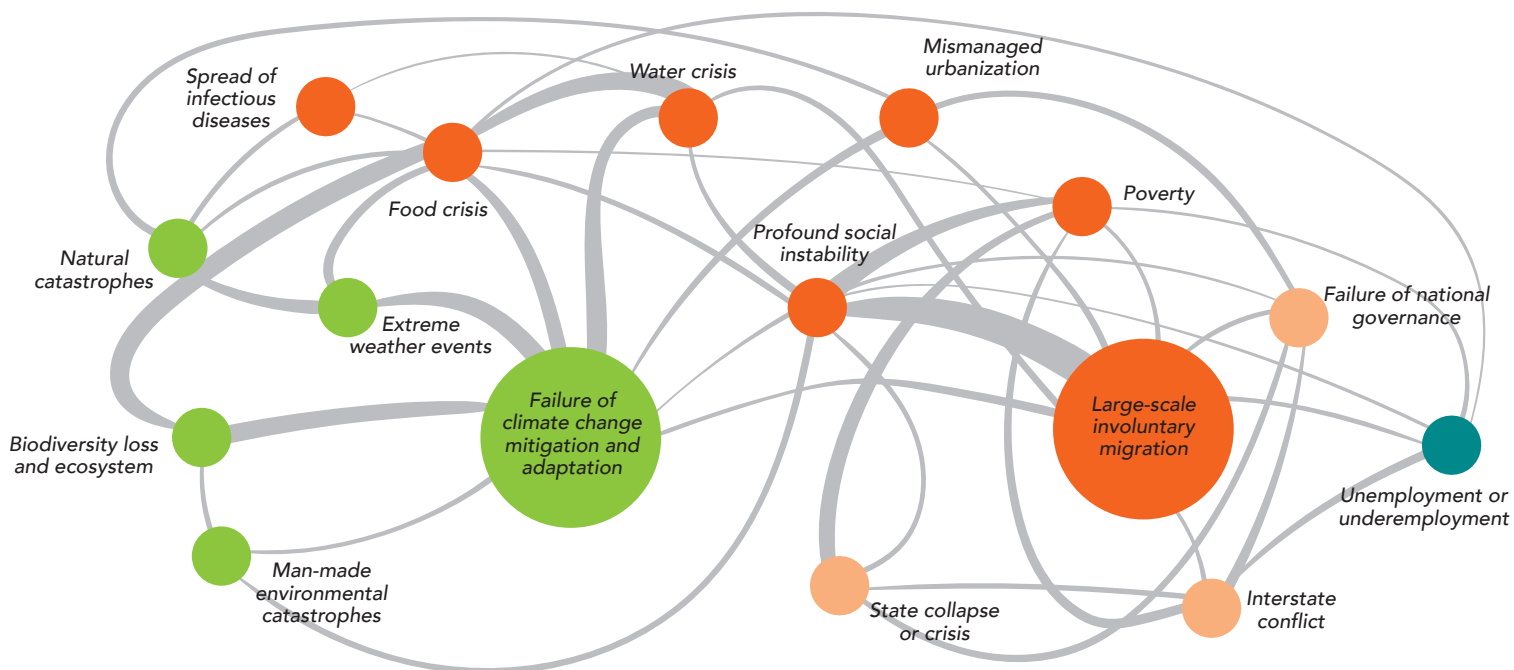 Mismanaged
urbanization
Spread of
infectious
diseases
Water crisis
Food crisis
Poverty
Profound social
instability
Natural
catastrophes
Failure of national
governance
Extreme
weather events
Failure of
climate change
mitigation and
adaptation
Large-scale
involuntary
migration
Biodiversity loss
and ecosystem
Unemployment or
underemployment
Man-made
environmental
catastrophes
State collapse
or crisis
Interstate
conflict